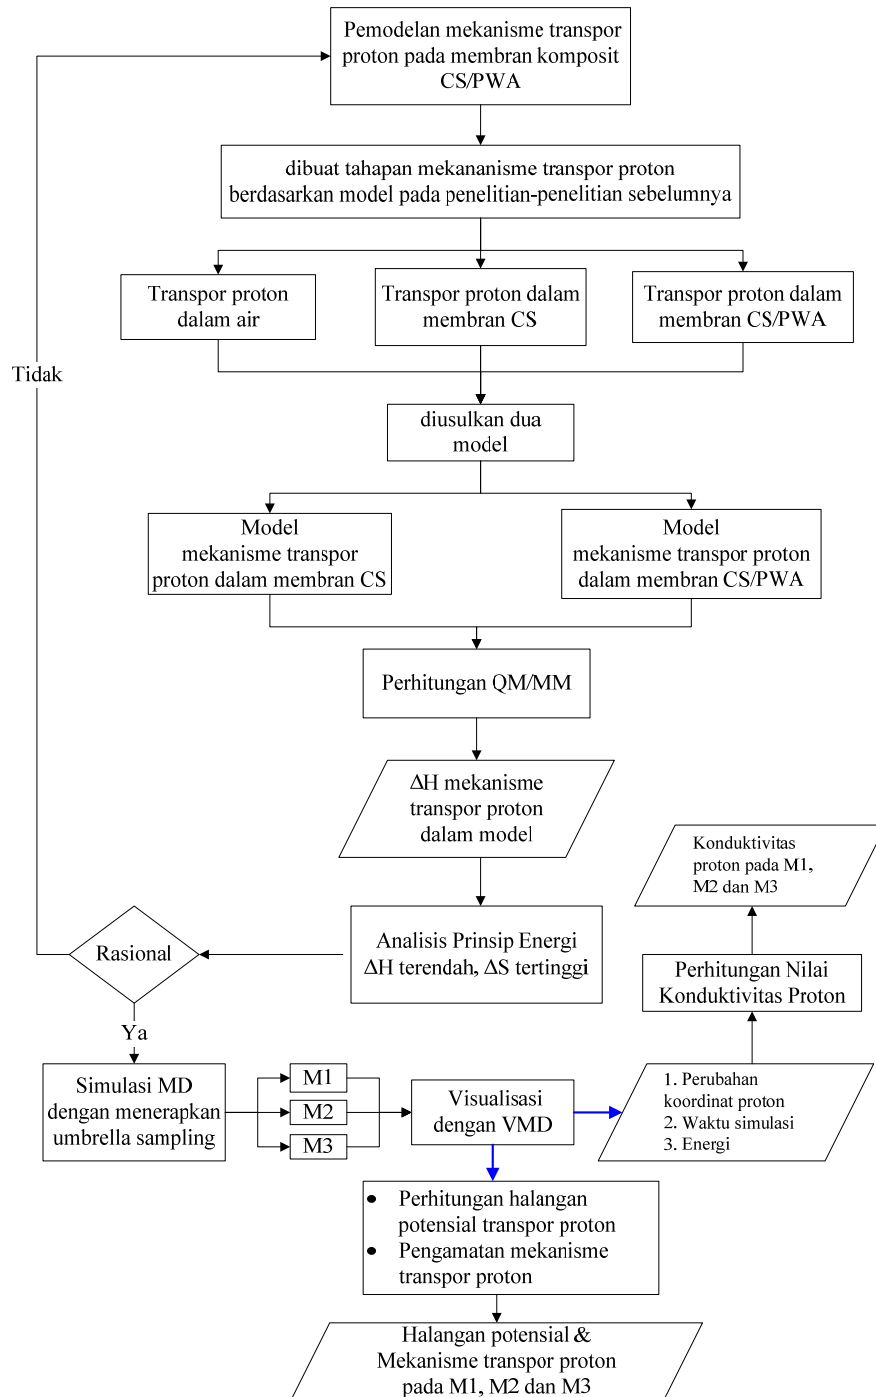 Pemodelan mekanisme transpor
proton pada membran komposit
CS/PWA
dibuat tahapan mekananisme transpor proton
berdasarkan model pada penelitian-penelitian sebelumnya
Transpor proton
dalam air
Transpor proton dalam
membran CS
Transpor proton dalam
membran CS/PWA
Tidak
diusulkan dua
model
Model
mekanisme transpor
proton dalam membran CS
Model
mekanisme transpor proton
dalam membran CS/PWA
Perhitungan QM/MM
ΔH mekanisme
transpor proton
dalam model
Konduktivitas
proton pada M1,
M2 dan M3
Rasional
Analisis Prinsip Energi
ΔH terendah, ΔS tertinggi
Perhitungan Nilai
Konduktivitas Proton
Ya
Simulasi MD
dengan menerapkan
umbrella sampling
M1
M2
M3
Visualisasi
dengan VMD
1. Perubahan
koordinat proton
2. Waktu simulasi
3. Energi
• Perhitungan halangan
potensial transpor proton
• Pengamatan mekanisme
transpor proton
Halangan potensial &
Mekanisme transpor proton
pada M1, M2 dan M3